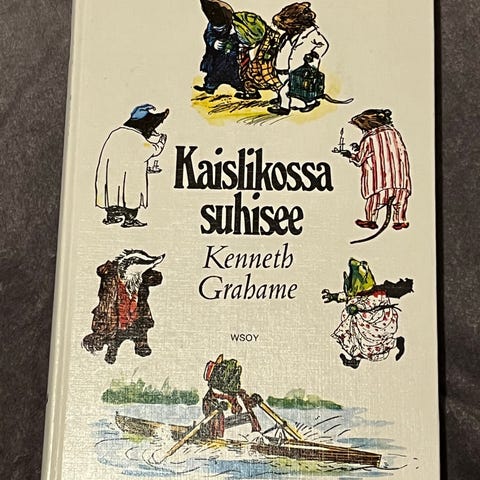 Kaislikossa
suhisee
Kenneth
Grahame
WSOY